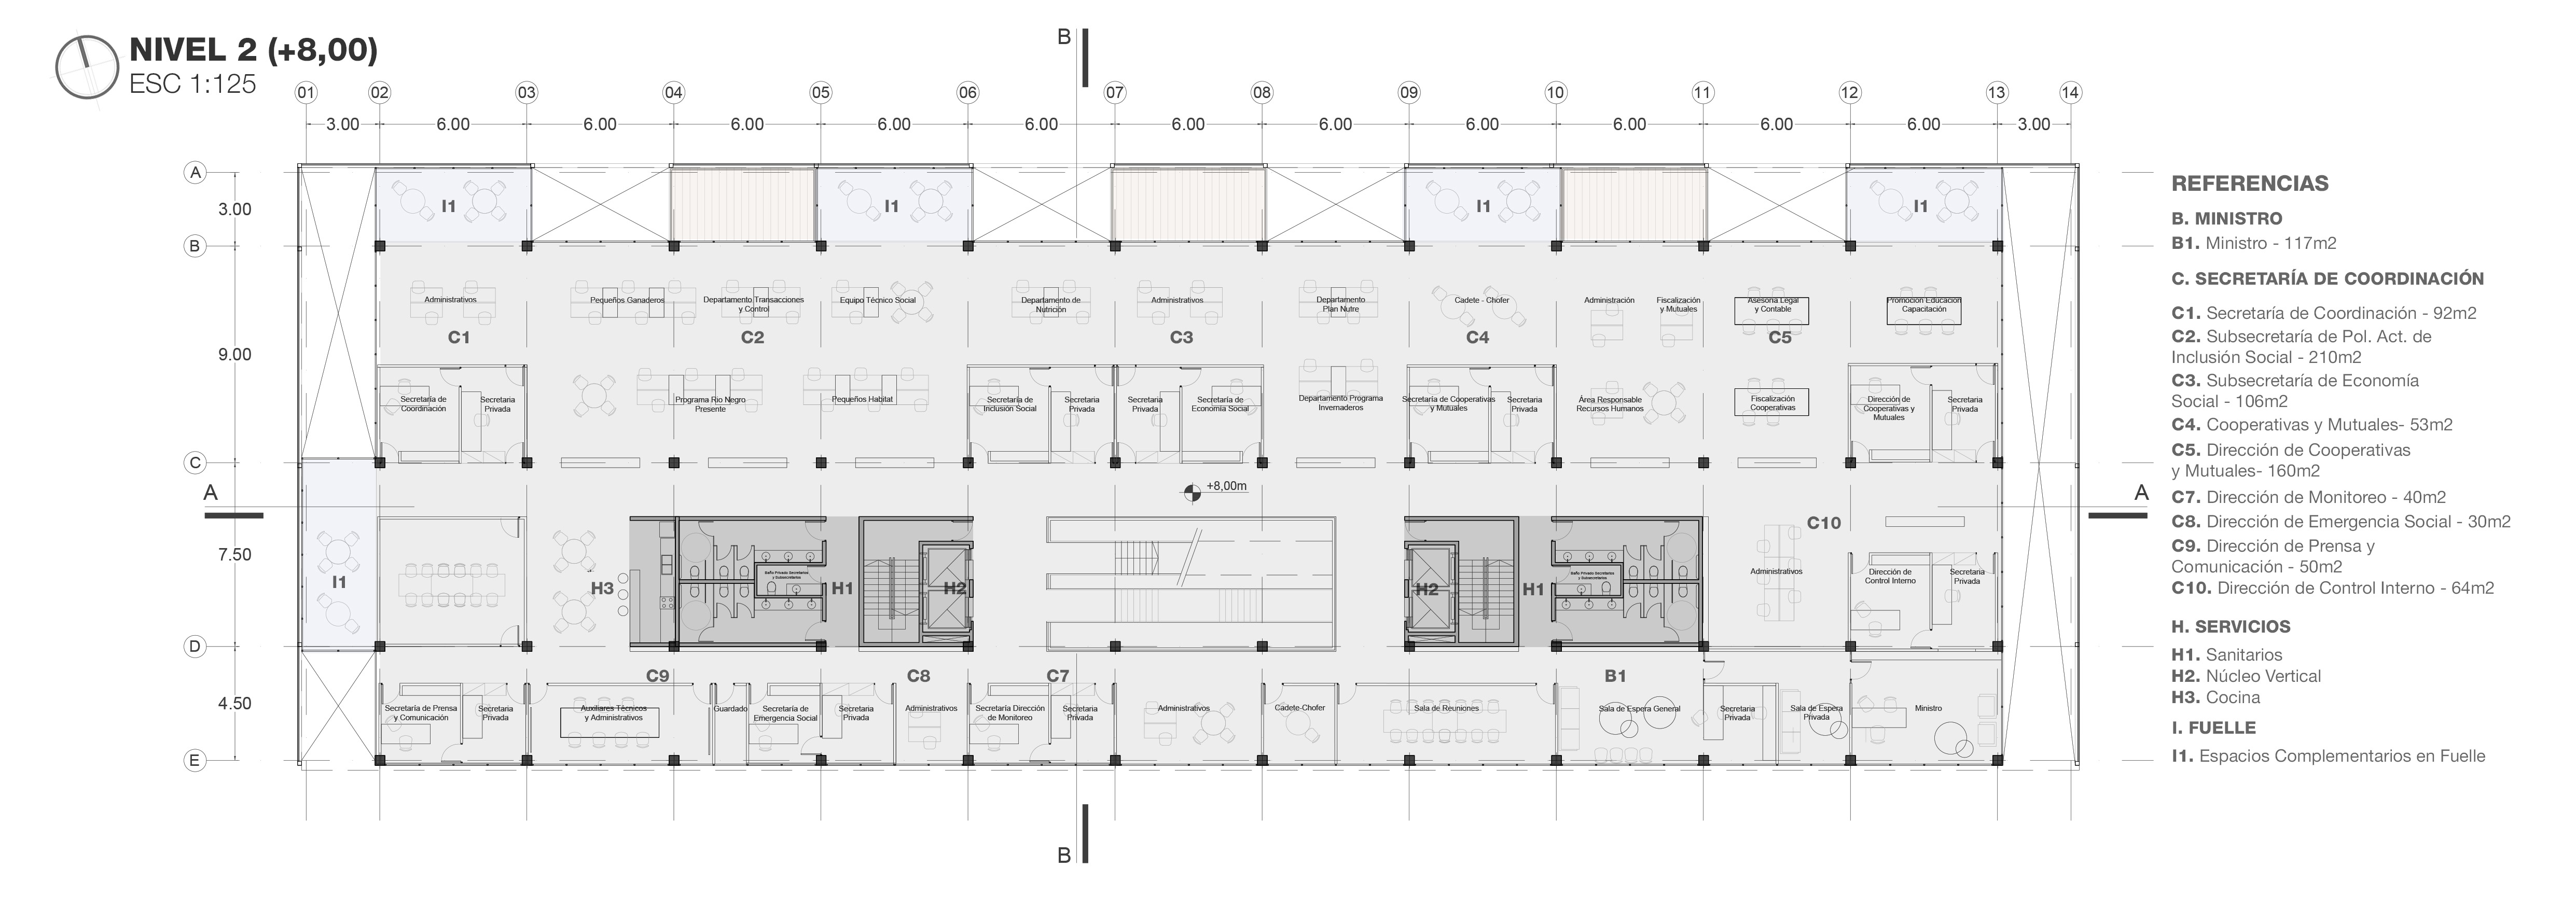 NIVEL 2 (+8,00)
ESC 1:125
B
01 02 03 04 05 06 07 08 09 10 11 12 13 14
3.00 6.00 6.00 6.00 6.00 6.00 6.00 6.00 6.00 6.00 6.00 6.00 3.00
A
3.00
B
9.00
C
A
7.50
D
4.50
E
I1 I1 I1 I1
Administrativos
Pequeños Ganaderos
Departamento Transacciones
y Control
Equipo Técnico Social
Departamento de
Nutrición
Administrativos
Departamento
Plan Nutre
Cadete - Chofer
Administración
Fiscalización
y Mutuales
Asesoria Legal
y Contable
Promocion Educacion
Capacitación
C1 C2 C3 C4 C5
Secretaría de
Coordinación
Secretaria
Privada
Programa Rio Negro
Presente
Pequeños Habitat
Secretaría de
Inclusión Social
Secretaria
Privada
Secretaria
Privada
Secretaría de
Economía Social
Departamento Programa
Invernaderos
Secretaría de Cooperativas
y Mutuales
Secretaria
Privada
Área Responsable
Recursos Humanos
Fiscalización
Cooperativas
Dirección de
Cooperativas y
Mutuales
Secretaria
Privada
+8,00m
A
C10
I1
H3
Baño Privado Secretarios
y Subsecretarios
H1
H2
H2
H1
Baño Privado Secretarios
y Subsecretarios
Administrativos
Dirección de
Control Interno
Secretaria
Privada
C9 C8 C7 B1
Secretaría de Prensa
y Comunicación
Secretaria
Privada
Auxiliares Técnicos
y Administrativos
Guardado
Secretaría de
Emergencia Social
Secretaria
Privada
Administrativos
Secretaría Dirección
de Monitoreo
Secretaria
Privada
Administrativos
Cadete-Chofer
Sala de Reuniones
Sala de Espera General
Secretaria
Privada
Sala de Espera
Privada
Ministro
B
REFERENCIAS
B. MINISTRO
B1. Ministro - 117m2
C. SECRETARÍA DE COORDINACIÓN
C1. Secretaría de Coordinación - 92m2
C2. Subsecretaría de Pol. Act. de
Inclusión Social - 210m2
C3. Subsecretaría de Economía
Social - 106m2
C4. Cooperativas y Mutuales- 53m2
C5. Dirección de Cooperativas
y Mutuales- 160m2
C7. Dirección de Monitoreo - 40m2
C8. Dirección de Emergencia Social - 30m2
C9. Dirección de Prensa y
Comunicación - 50m2
C10. Dirección de Control Interno - 64m2
H. SERVICIOS
H1. Sanitarios
H2. Núcleo Vertical
H3. Cocina
I. FUELLE
I1. Espacios Complementarios en Fuelle